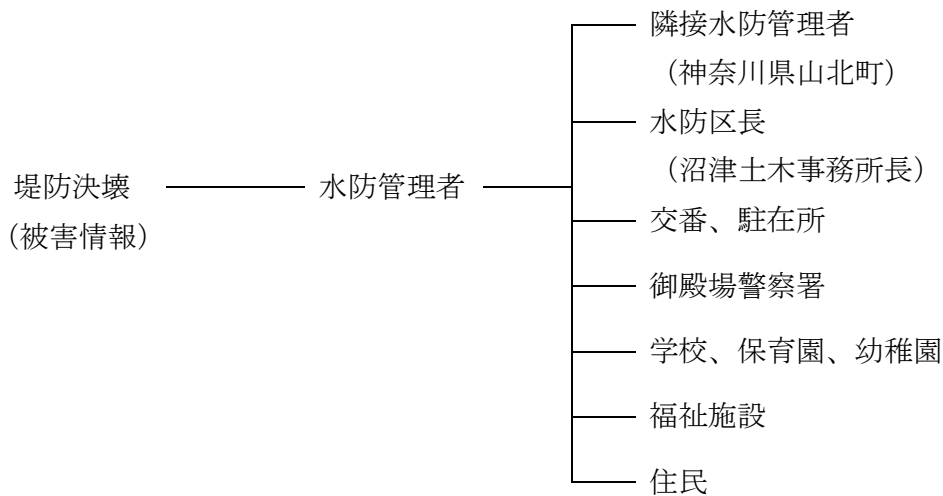 隣接水防管理者
（神奈川県山北町）
水防区長
（沼津土木事務所長）
堤防決壊
（被害情報）
水防管理者
交番、駐在所
御殿場警察署
学校、保育園、幼稚園
福祉施設
住民